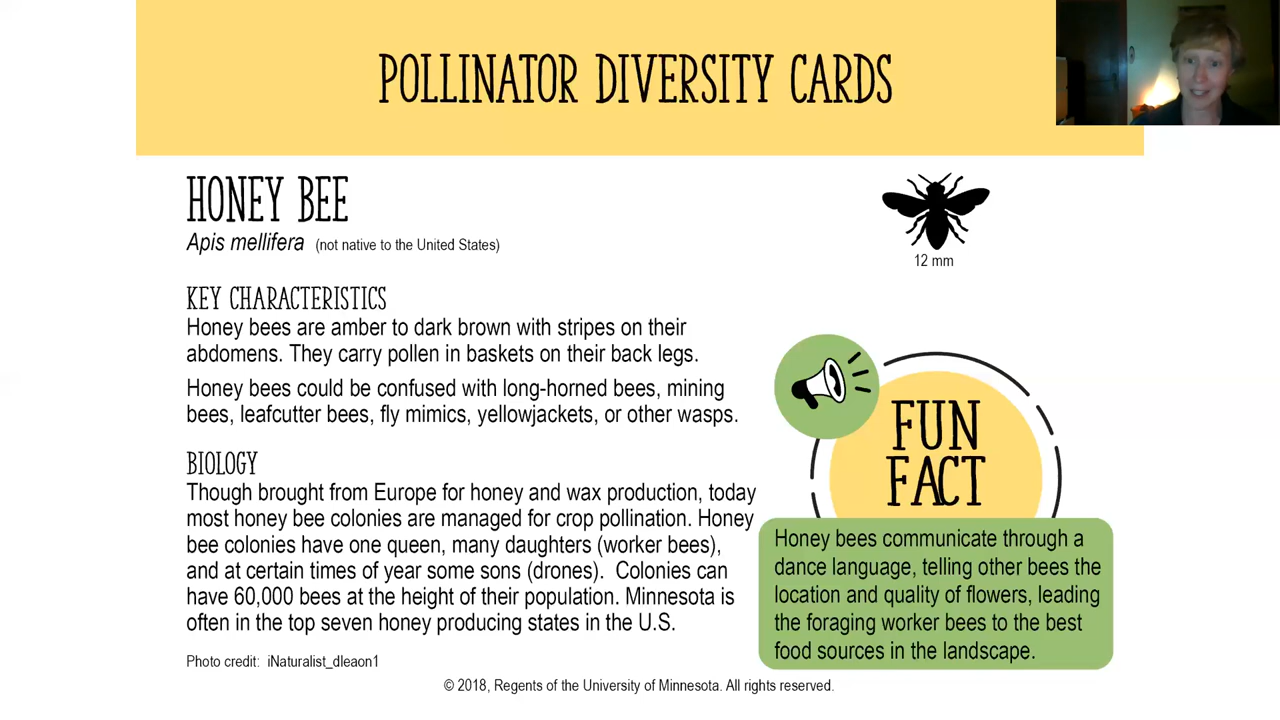 POLLINATOR DIVERSITY CARDS
HONEY BEE
Apis mellifera (not native to the United States)
12 mm
KEY CHARACTERISTICS
Honey bees are amber to dark brown with stripes on their
abdomens. They carry pollen in baskets on their back legs.
Honey bees could be confused with long-horned bees, mining
bees, leafcutter bees, fly mimics, yellowjackets, or other wasps.
BIOLOGY
Though brought from Europe for honey and wax production, today
most honey bee colonies are managed for crop pollination. Honey
bee colonies have one queen, many daughters (worker bees),
and at certain times of year some sons (drones). Colonies can
have 60,000 bees at the height of their population. Minnesota is
often in the top seven honey producing states in the U.S.
Photo credit: iNaturalist_dleaon1
FUN
FACT
Honey bees communicate through a
dance language, telling other bees the
location and quality of flowers, leading
the foraging worker bees to the best
food sources in the landscape.
© 2018, Regents of the University of Minnesota. All rights reserved.